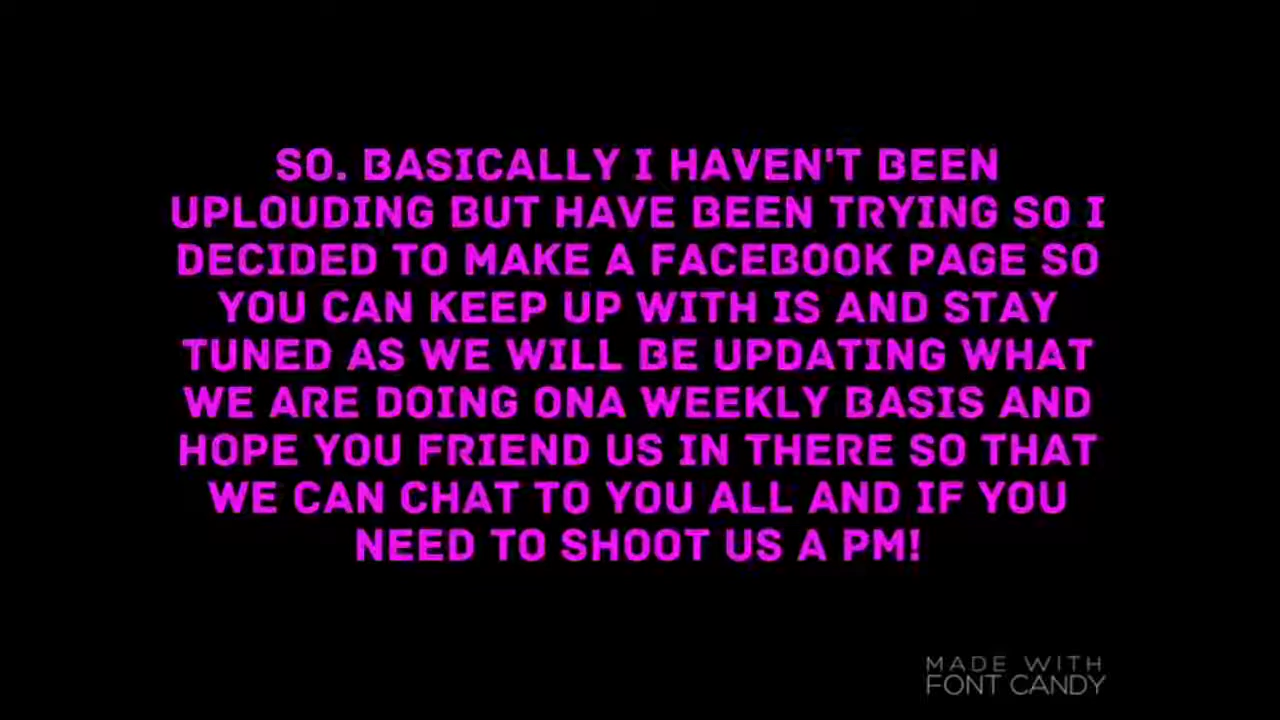 SO. BASICALLY I HAVEN'T BEEN
UPLOUDING BUT HAVE BEEN TRYING SO I
DECIDED TO MAKE A FACEBOOK PAGE SO
YOU CAN KEEP UP WITH IS AND STAY
TUNED AS WE WILL BE UPDATING WHAT
WE ARE DOING ONA WEEKLY BASIS AND
HOPE YOU FRIEND US IN THERE SO THAT
WE CAN CHAT TO YOU ALL AND IF YOU
NEED TO SHOOT US A PM!
MADE WITH
FONT CANDY